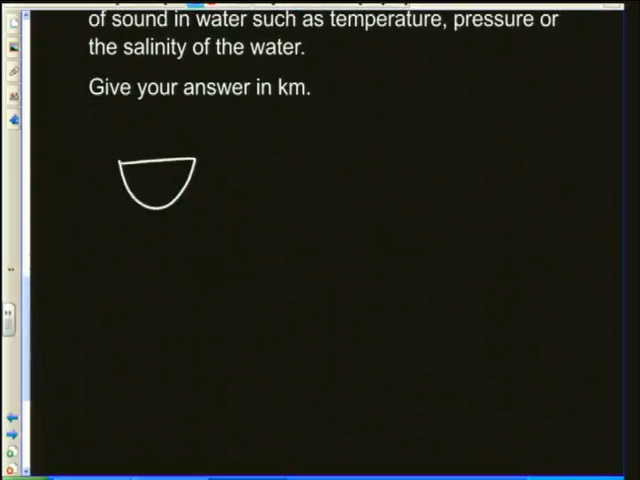 of sound in water such as temperature, pressure or
the salinity of the water.
Give your answer in km.